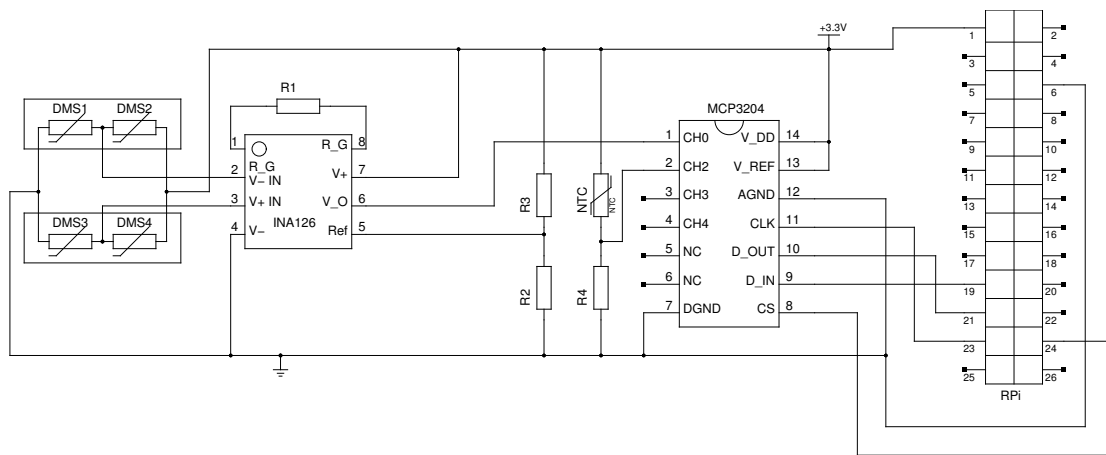 +3.3V
DMS1
DMS2
DMS3
DMS4
R1
1
R_G
2
V− IN
3
V+ IN
4
V−
R_G
8
V+
7
V_O
6
Ref
5
INA126
R3
R2
NTC
NTC
R4
MCP3204
1
CH0
2
CH2
3
CH3
4
CH4
5
NC
6
NC
7
DGND
V_DD
14
V_REF
13
AGND
12
CLK
11
D_OUT
10
D_IN
9
CS
8
1
2
3
4
5
6
7
8
9
10
11
12
13
14
15
16
17
18
19
20
21
22
23
24
25
26
RPi